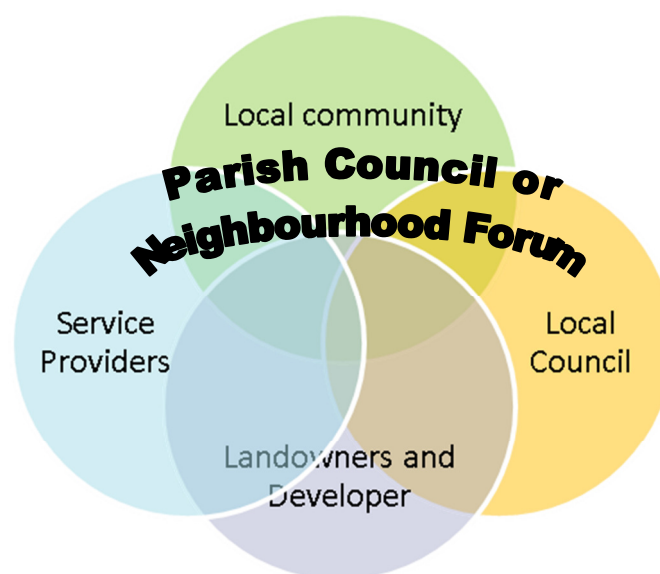 Local community
Parish Council or
Neighbourhood Forum
Service
Providers
Local
Council
Landowners and
Developer